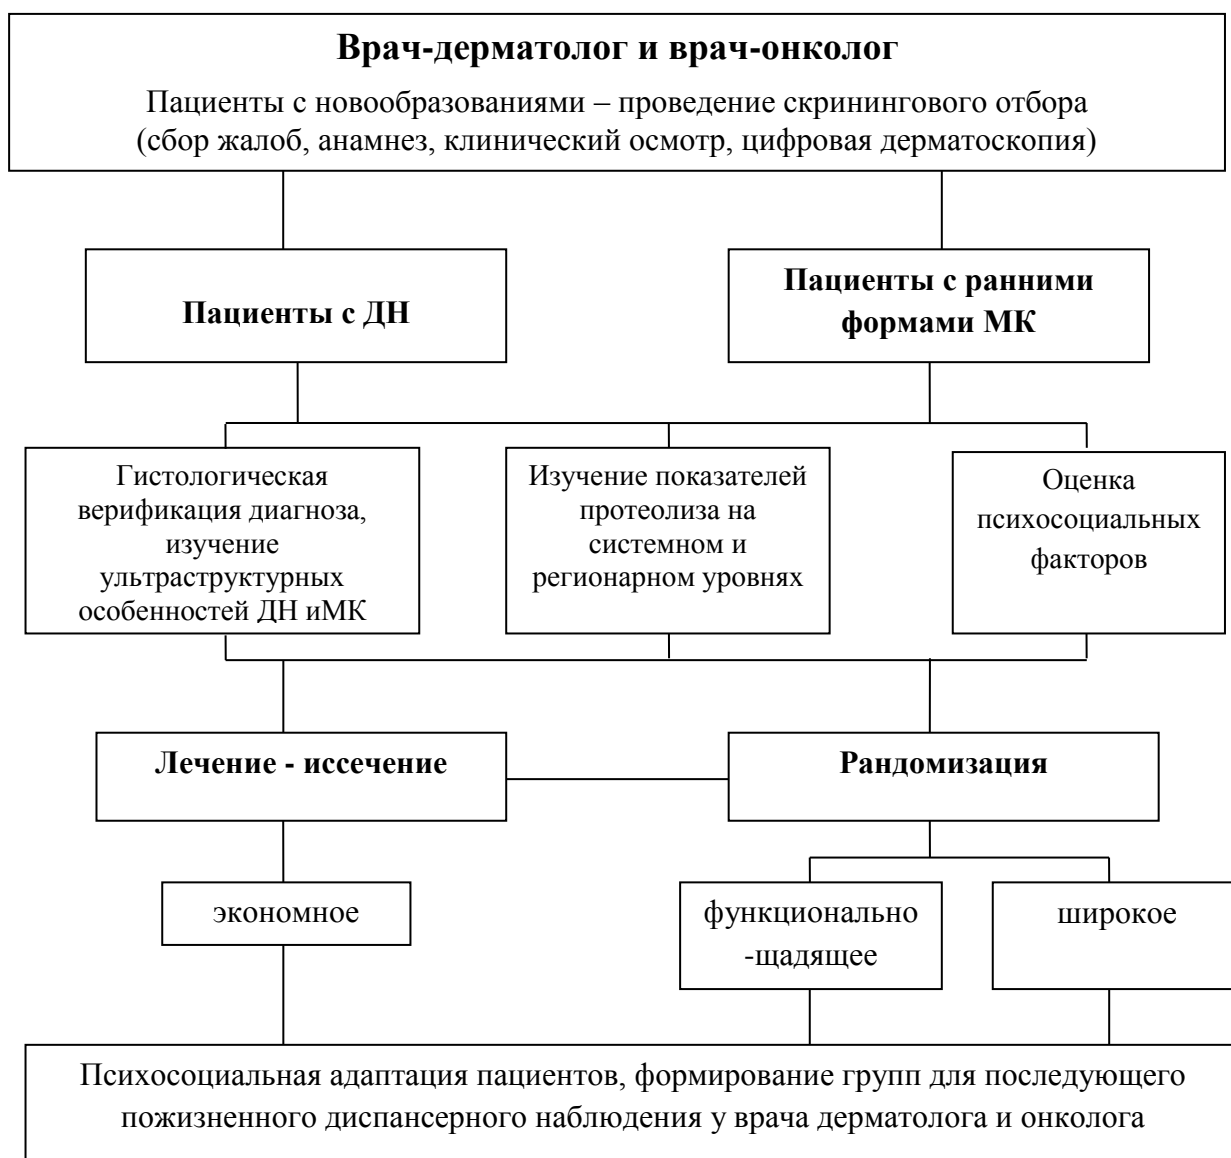 Врач-дерматолог и врач-онколог
Пациенты с новообразованиями – проведение скринингового отбора
(сбор жалоб, анамнез, клинический осмотр, цифровая дерматоскопия)
Пациенты с ДН
Пациенты с ранними
формами МК
Гистологическая
верификация диагноза,
изучение
ультраструктурных
особенностей ДН иМК
Изучение показателей
протеолиза на
системном и
регионарном уровнях
Оценка
психосоциальных
факторов
Лечение - иссечение
Рандомизация
экономное
функционально
-щадящее
широкое
Психосоциальная адаптация пациентов, формирование групп для последующего
пожизненного диспансерного наблюдения у врача дерматолога и онколога